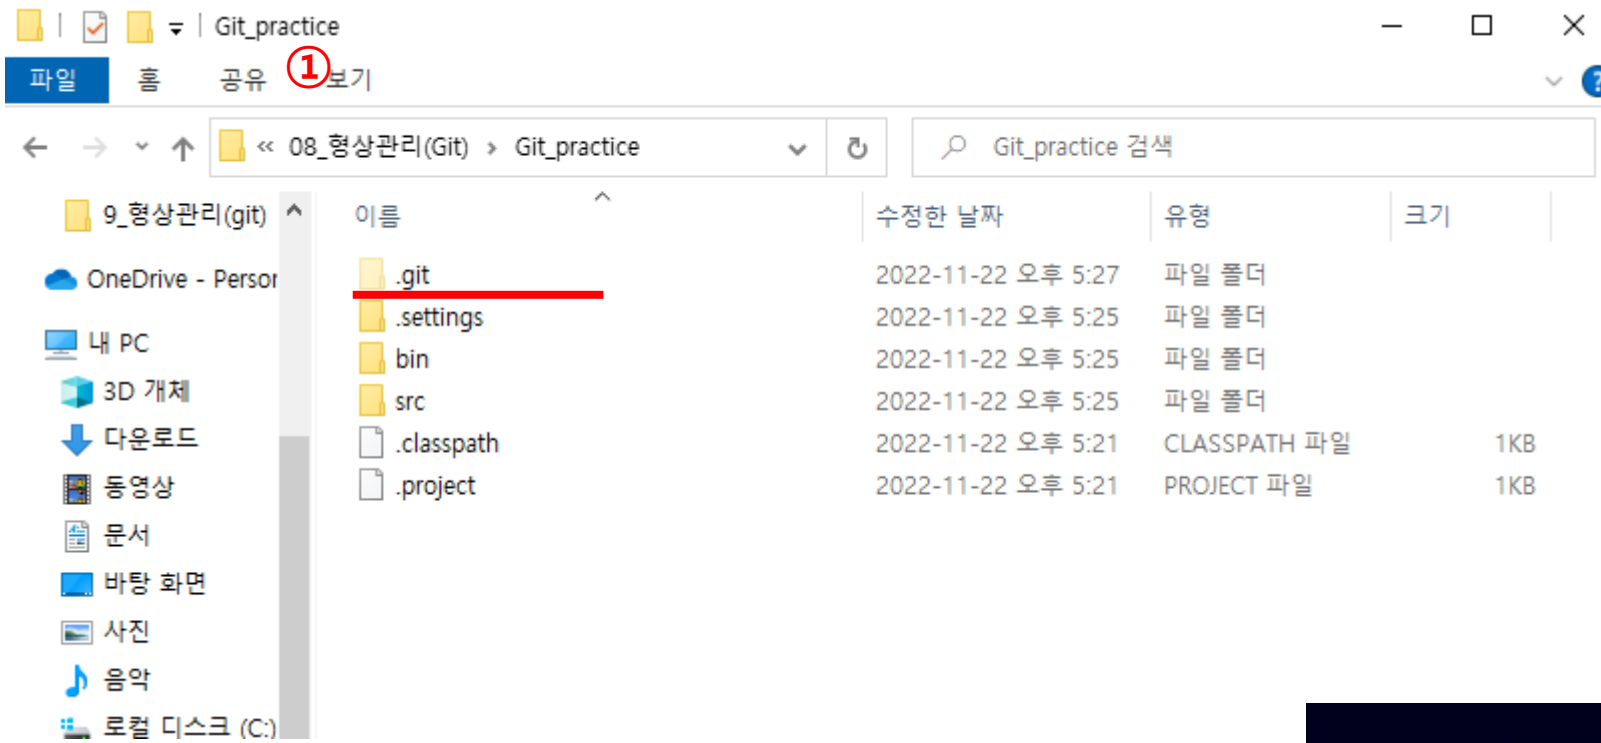 Git_practice
파일 홈 공유 ① 보기
« 08_형상관리(Git) › Git_practice Git_practice 검색
9_형상관리(git) 이름 수정한 날짜 유형 크기
OneDrive - Person
.git 2022-11-22 오후 5:27 파일 폴더
.settings 2022-11-22 오후 5:25 파일 폴더
내 PC
bin 2022-11-22 오후 5:25 파일 폴더
3D 개체
src 2022-11-22 오후 5:25 파일 폴더
다운로드
.classpath 2022-11-22 오후 5:21 CLASSPATH 파일 1KB
동영상
.project 2022-11-22 오후 5:21 PROJECT 파일 1KB
문서
바탕 화면
사진
음악
로컬 디스크 (C:)